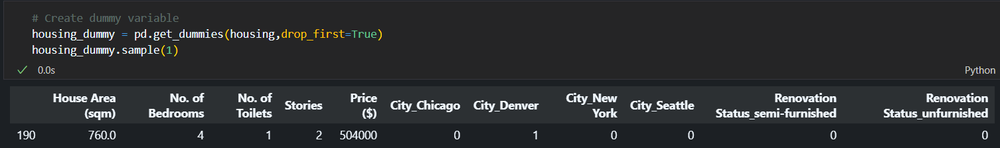 # Create dummy variable
housing_dummy = pd.get_dummies(housing,drop_first=True)
housing_dummy.sample(1)
0.0s
Python
House Area (sqm) No. of Bedrooms No. of Toilets Stories Price ($) City_Chicago City_Denver City_New York City_Seattle Renovation Status_semi-furnished Renovation Status_unfurnished
190 760.0 4 1 2 504000 0 1 0 0 0 0